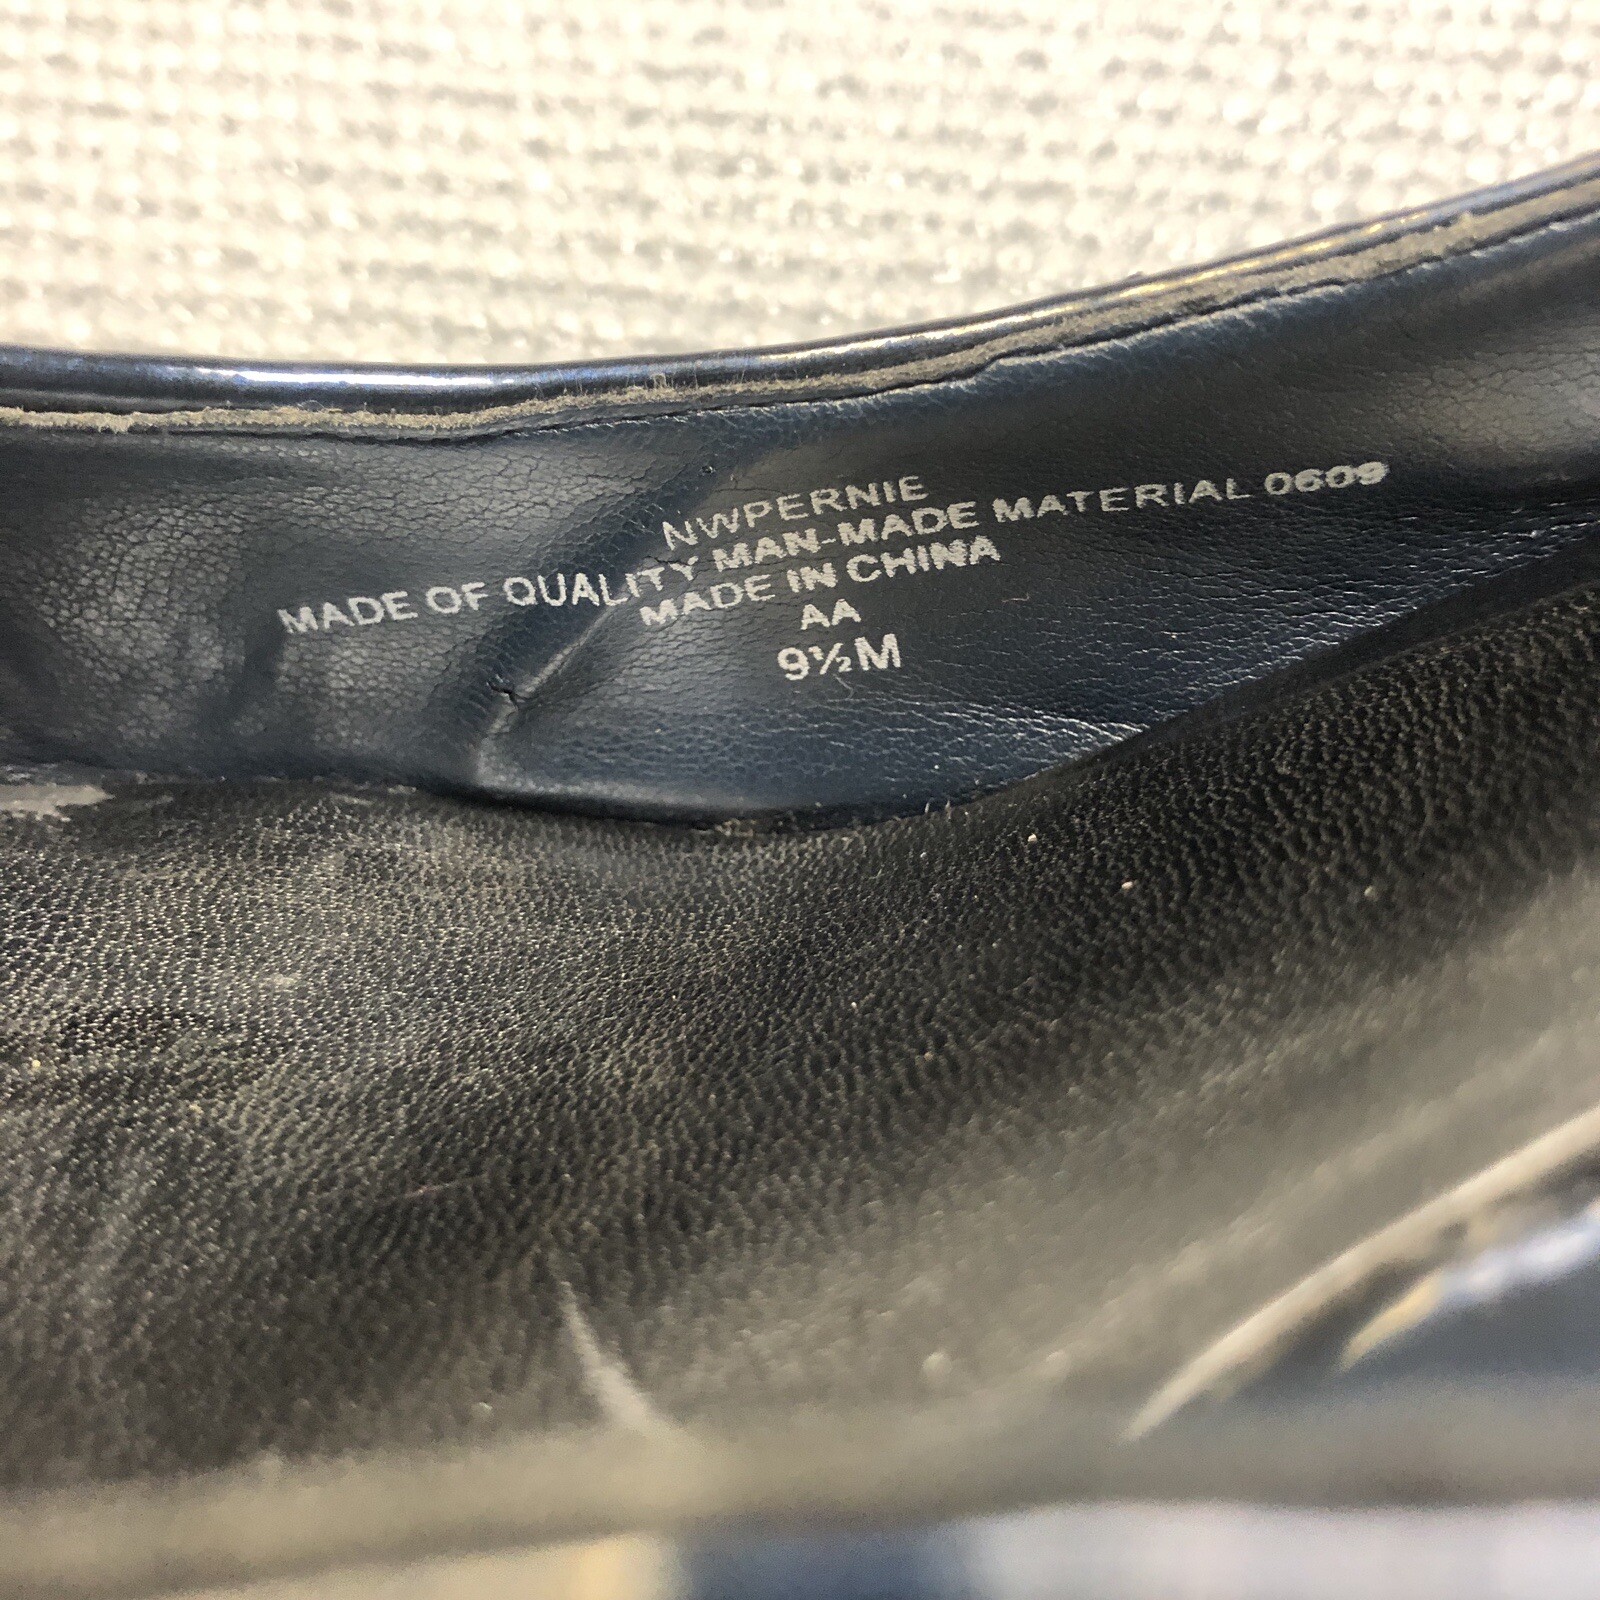 NWPERNIE
MADE OF QUALITY MAN-MADE MATERIAL 0609
MADE IN CHINA
AA
9½M